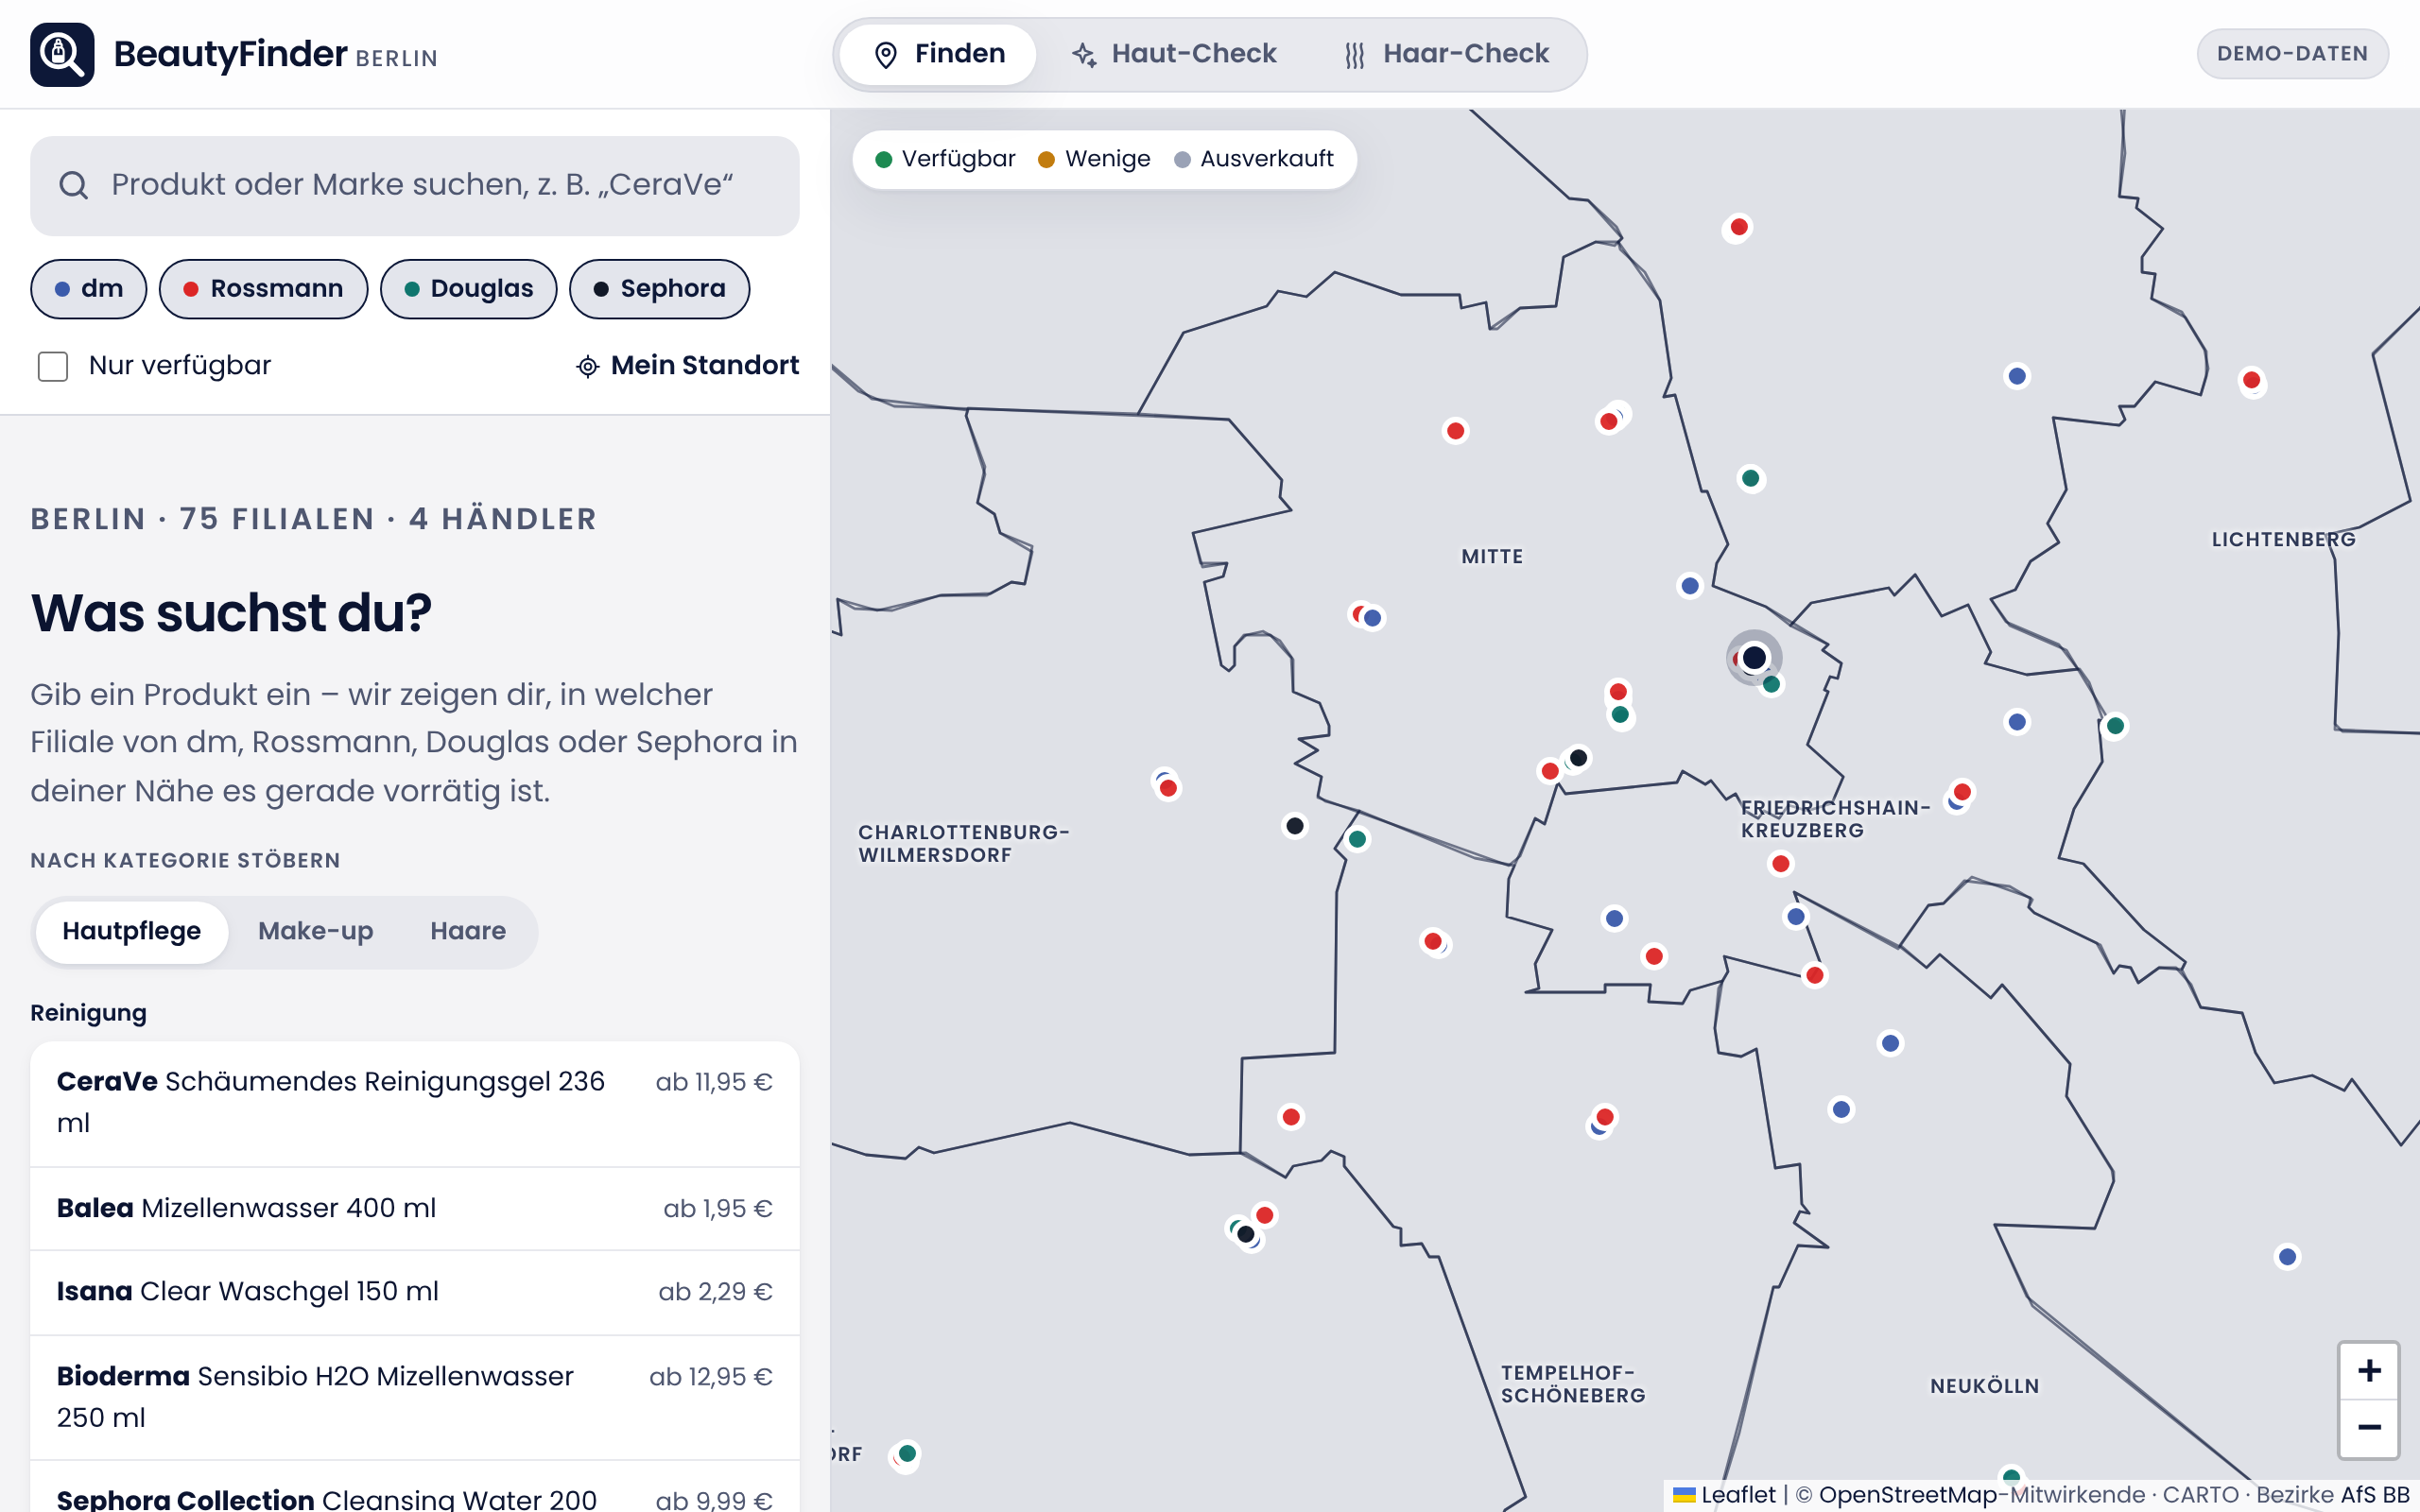 BeautyFinder BERLIN
Finden
Haut-Check
Haar-Check
DEMO-DATEN
Produkt oder Marke suchen, z. B. „CeraVe“
dm
Rossmann
Douglas
Sephora
Nur verfügbar
Mein Standort
BERLIN · 75 FILIALEN · 4 HÄNDLER
Was suchst du?
Gib ein Produkt ein – wir zeigen dir, in welcher
Filiale von dm, Rossmann, Douglas oder Sephora in
deiner Nähe es gerade vorrätig ist.
NACH KATEGORIE STÖBERN
Hautpflege
Make-up
Haare
Reinigung
CeraVe Schäumendes Reinigungsgel 236
ml
ab 11,95 €
Balea Mizellenwasser 400 ml
ab 1,95 €
Isana Clear Waschgel 150 ml
ab 2,29 €
Bioderma Sensibio H2O Mizellenwasser
250 ml
ab 12,95 €
Sephora Collection Cleansing Water 200
ab 9,99 €
Verfügbar
Wenige
Ausverkauft
MITTE
LICHTENBERG
FRIEDRICHSHAIN-
KREUZBERG
CHARLOTTENBURG-
WILMERSDORF
TEMPELHOF-
SCHÖNEBERG
NEUKÖLLN
+
−
Leaflet | © OpenStreetMap-Mitwirkende · CARTO · Bezirke AfS BB